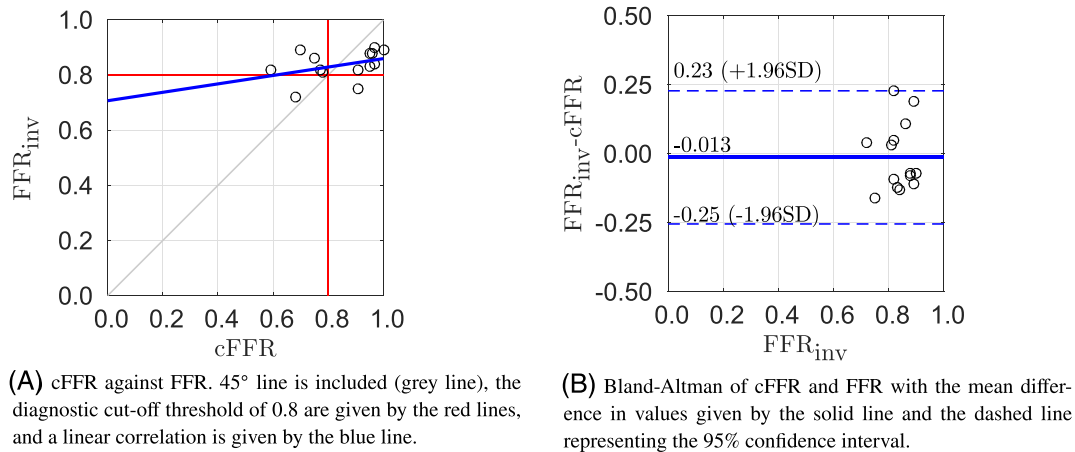 1.0
0.8
0.6
0.4
0.2
0.0
FFRinv
0.0 0.2 0.4 0.6 0.8 1.0
cFFR
(A) cFFR against FFR. 45° line is included (grey line), the
diagnostic cut-off threshold of 0.8 are given by the red lines,
and a linear correlation is given by the blue line.
0.50
0.25
0.00
-0.25
-0.50
FFRinv-cFFR
0.23 (+1.96SD)
-0.013
-0.25 (-1.96SD)
0.0 0.2 0.4 0.6 0.8 1.0
FFRinv
(B) Bland-Altman of cFFR and FFR with the mean differ-
ence in values given by the solid line and the dashed line
representing the 95% confidence interval.